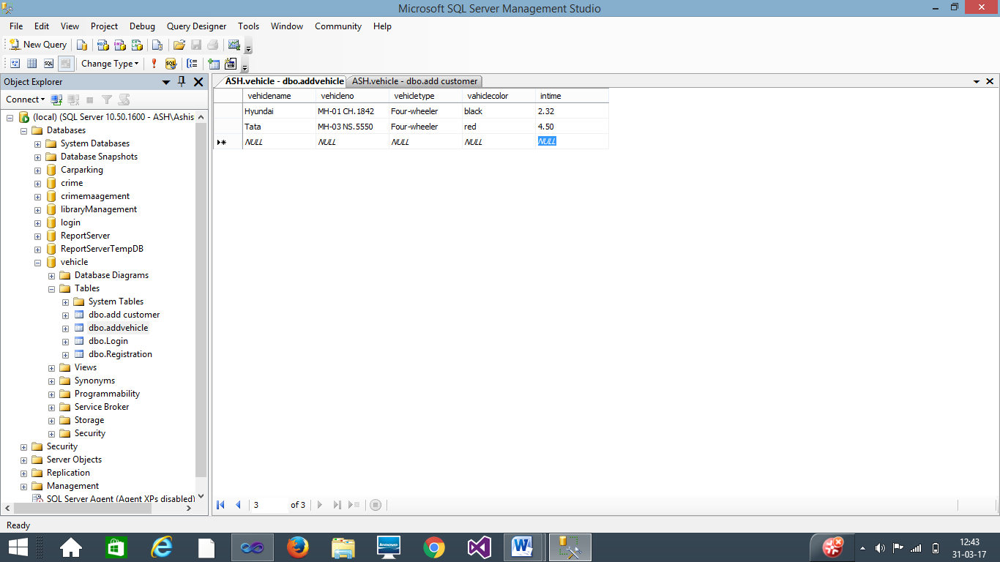 Microsoft SQL Server Management Studio
File Edit View Project Debug Query Designer Tools Window Community Help
New Query
Change Type
Object Explorer
Connect
(local) (SQL Server 10.50.1600 - ASH\Ashis
Databases
System Databases
Database Snapshots
Carparking
crime
crimemaagement
libraryManagement
login
ReportServer
ReportServerTempDB
vehicle
Database Diagrams
Tables
System Tables
dbo.add customer
dbo.addvehicle
dbo.Login
dbo.Registration
Views
Synonyms
Programmability
Service Broker
Storage
Security
Security
Server Objects
Replication
Management
SQL Server Agent (Agent XPs disabled)
ASH.vehicle - dbo.addvehicle ASH.vehicle - dbo.add customer
vehiclename vehicleno vehicletype vahiclecolor intime
Hyundai MH-01 CH.1842 Four-wheeler black 2.32
Tata MH-03 NS.5550 Four-wheeler red 4.50
NULL NULL NULL NULL NULL
3 of 3
Ready
lenovo
12:43
31-03-17